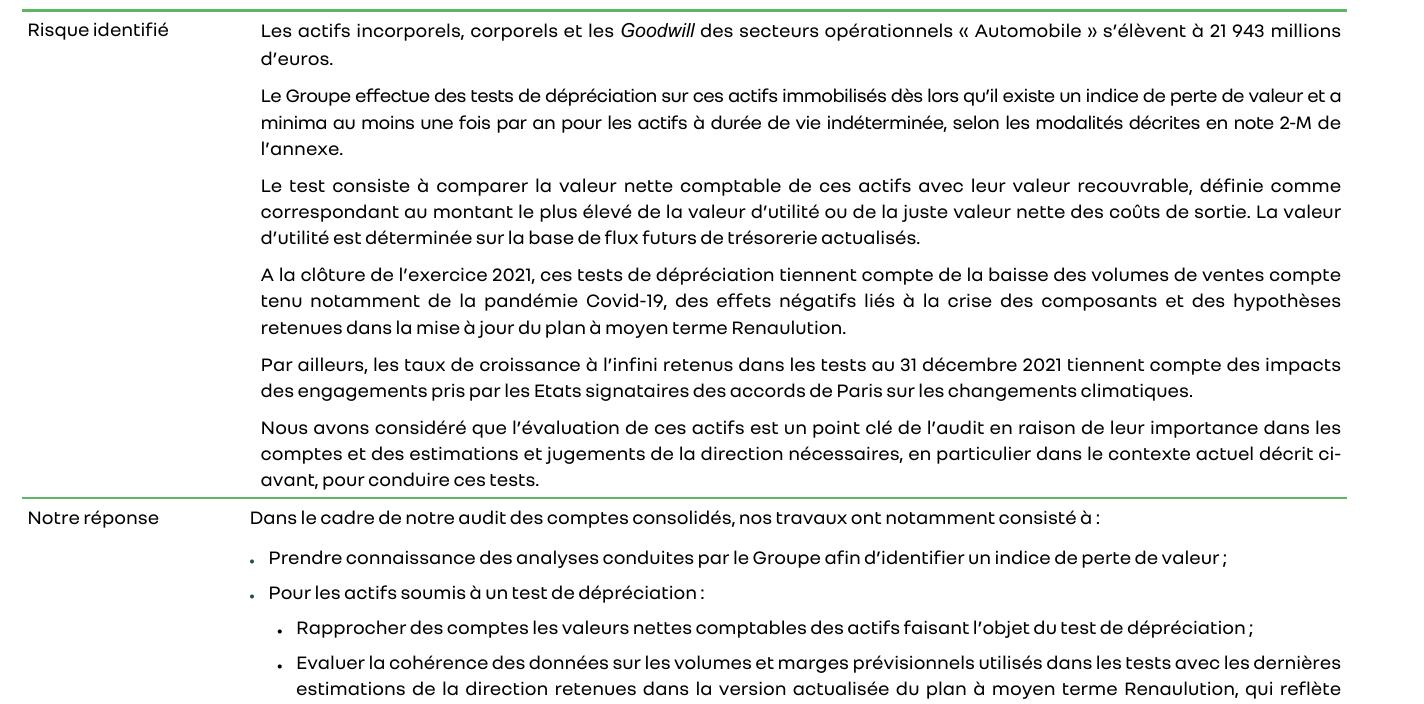 Risque identifié
Les actifs incorporels, corporels et les Goodwill des secteurs opérationnels « Automobile » s’élèvent à 21 943 millions
d’euros.
Le Groupe effectue des tests de dépréciation sur ces actifs immobilisés dès lors qu’il existe un indice de perte de valeur et a
minima au moins une fois par an pour les actifs à durée de vie indéterminée, selon les modalités décrites en note 2-M de
l’annexe.
Le test consiste à comparer la valeur nette comptable de ces actifs avec leur valeur recouvrable, définie comme
correspondant au montant le plus élevé de la valeur d’utilité ou de la juste valeur nette des coûts de sortie. La valeur
d’utilité est déterminée sur la base de flux futurs de trésorerie actualisés.
A la clôture de l’exercice 2021, ces tests de dépréciation tiennent compte de la baisse des volumes de ventes compte
tenu notamment de la pandémie Covid-19, des effets négatifs liés à la crise des composants et des hypothèses
retenues dans la mise à jour du plan à moyen terme Renaulution.
Par ailleurs, les taux de croissance à l’infini retenus dans les tests au 31 décembre 2021 tiennent compte des impacts
des engagements pris par les Etats signataires des accords de Paris sur les changements climatiques.
Nous avons considéré que l’évaluation de ces actifs est un point clé de l’audit en raison de leur importance dans les
comptes et des estimations et jugements de la direction nécessaires, en particulier dans le contexte actuel décrit ci-
avant, pour conduire ces tests.
Notre réponse
Dans le cadre de notre audit des comptes consolidés, nos travaux ont notamment consisté à :
• Prendre connaissance des analyses conduites par le Groupe afin d’identifier un indice de perte de valeur ;
• Pour les actifs soumis à un test de dépréciation :
• Rapprocher des comptes les valeurs nettes comptables des actifs faisant l’objet du test de dépréciation ;
• Evaluer la cohérence des données sur les volumes et marges prévisionnels utilisés dans les tests avec les dernières
estimations de la direction retenues dans la version actualisée du plan à moyen terme Renaulution, qui reflète